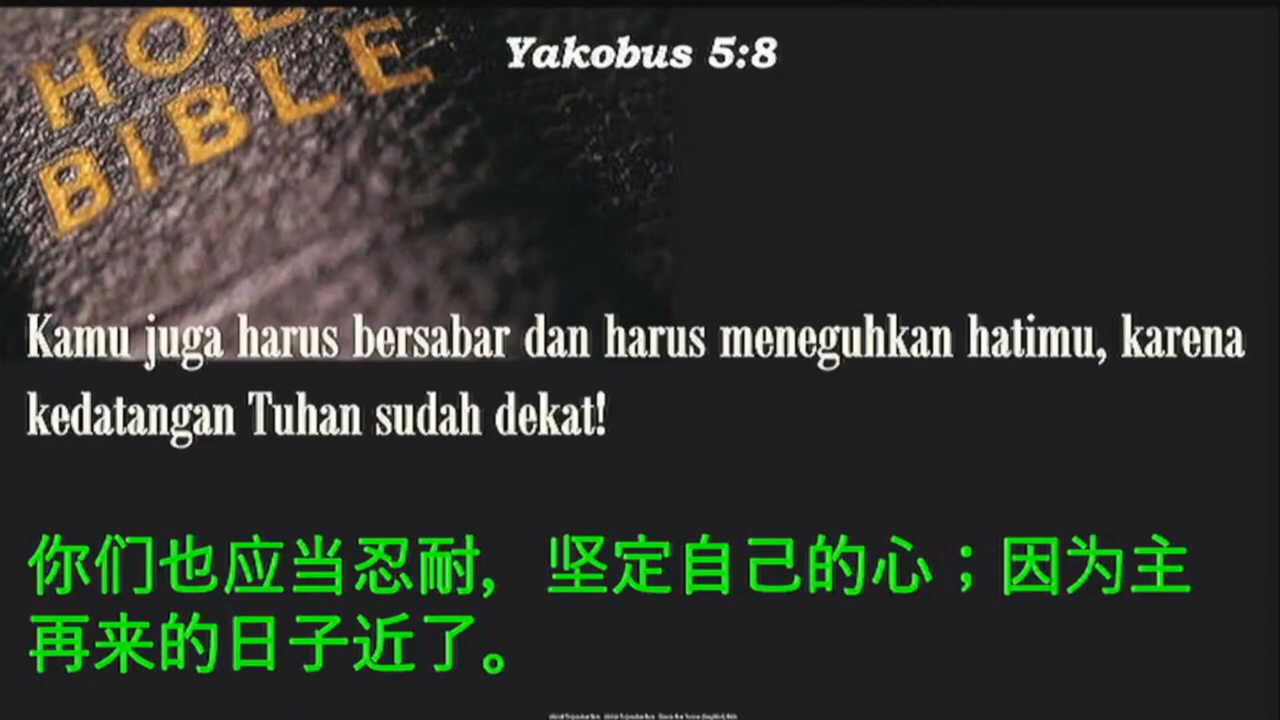 HOL
BIBLE
Yakobus 5:8
Kamu juga harus bersabar dan harus meneguhkan hatimu, karena
kedatangan Tuhan sudah dekat!
你们也应当忍耐, 坚定自己的心；因为主
再来的日子近了。